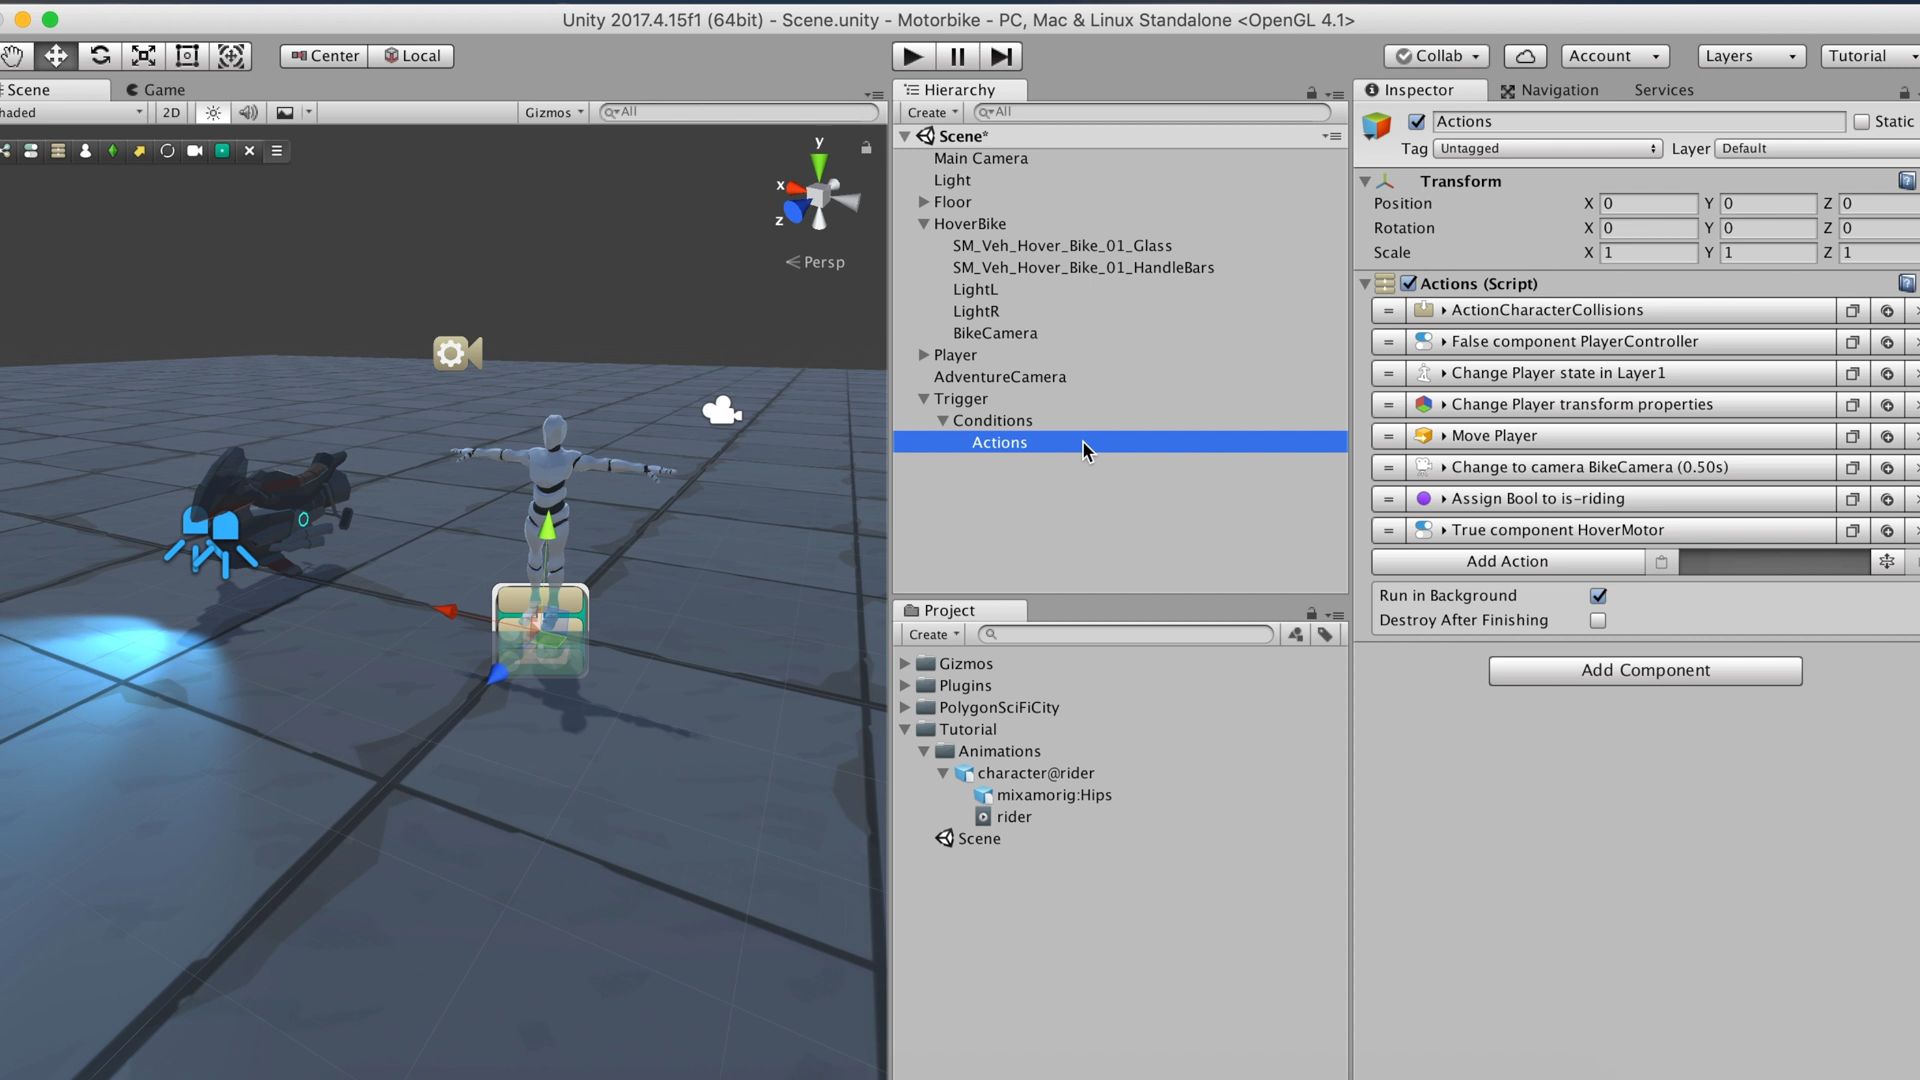 Unity 2017.4.15f1 (64bit) - Scene.unity - Motorbike - PC, Mac & Linux Standalone <OpenGL 4.1>
Center
Local
Collab
Account
Layers
Tutorial
Scene
Game
haded
2D
Gizmos
All
y
x
z
Persp
Hierarchy
Create
All
Scene*
Main Camera
Light
Floor
HoverBike
SM_Veh_Hover_Bike_01_Glass
SM_Veh_Hover_Bike_01_HandleBars
LightL
LightR
BikeCamera
Player
AdventureCamera
Trigger
Conditions
Actions
Project
Create
Gizmos
Plugins
PolygonSciFiCity
Tutorial
Animations
character@rider
mixamorig:Hips
rider
Scene
Inspector
Navigation
Services
Actions
Static
Tag Untagged Layer Default
Transform
Position X 0 Y 0 Z 0
Rotation X 0 Y 0 Z 0
Scale X 1 Y 1 Z 1
Actions (Script)
ActionCharacterCollisions
False component PlayerController
Change Player state in Layer1
Change Player transform properties
Move Player
Change to camera BikeCamera (0.50s)
Assign Bool to is-riding
True component HoverMotor
Add Action
Run in Background
Destroy After Finishing
Add Component